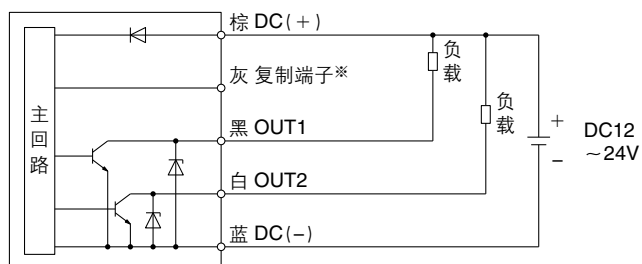 棕 DC(+)
灰 复制端子※
黑 OUT1
白 OUT2
蓝 DC(-)
主回路
负载
负载
+
-
DC12
~24V